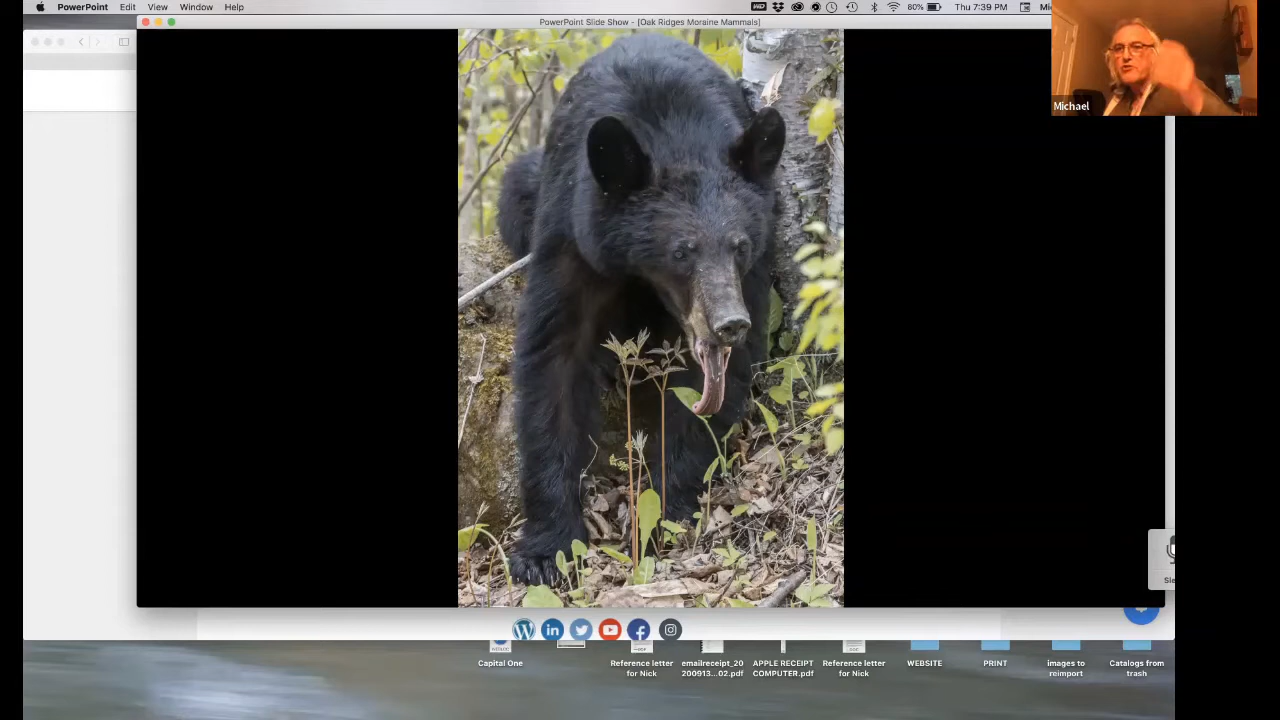 PowerPoint Edit View Window Help
80% Thu 7:39 PM
PowerPoint Slide Show - [Oak Ridges Moraine Mammals]
Michael
Capital One
Reference letter
for Nick
emailreceipt_20
200913...02.pdf
APPLE RECEIPT
COMPUTER.pdf
Reference letter
for Nick
WEBSITE
PRINT
images to
reimport
Catalogs from
trash